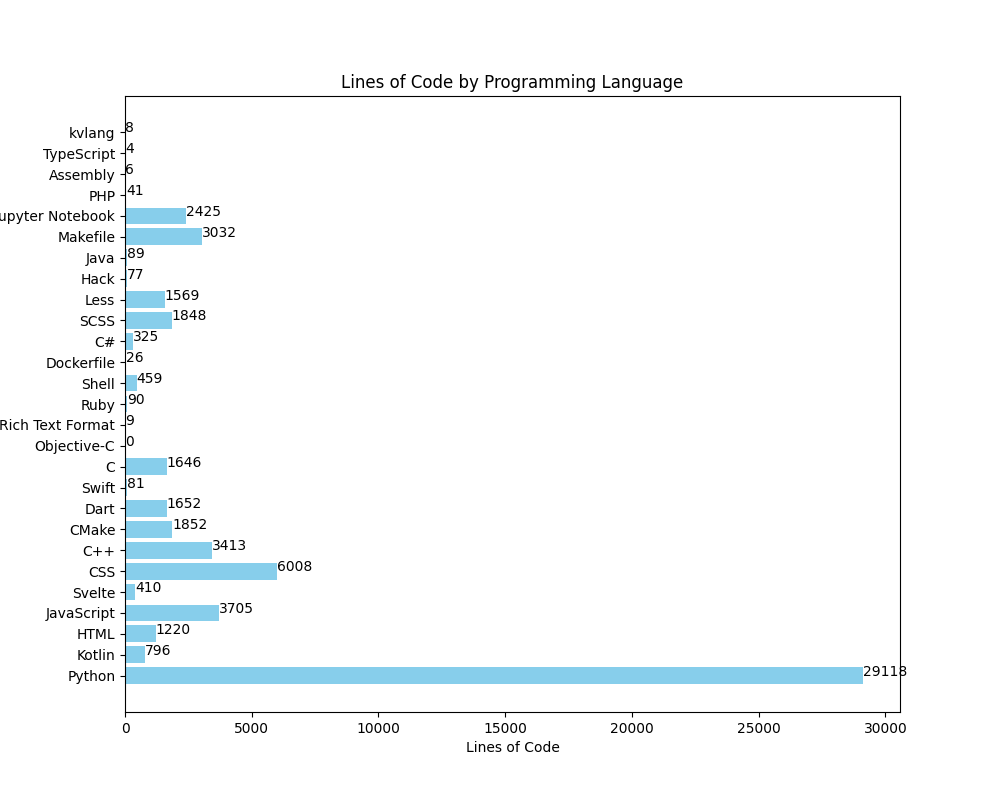 Lines of Code by Programming Language
kvlang 8
TypeScript 4
Assembly 6
PHP 41
upyter Notebook 2425
Makefile 3032
Java 89
Hack 77
Less 1569
SCSS 1848
C# 325
Dockerfile 26
Shell 459
Ruby 90
Rich Text Format 9
Objective-C 0
C 1646
Swift 81
Dart 1652
CMake 1852
C++ 3413
CSS 6008
Svelte 410
JavaScript 3705
HTML 1220
Kotlin 796
Python 29118
0 5000 10000 15000 20000 25000 30000
Lines of Code